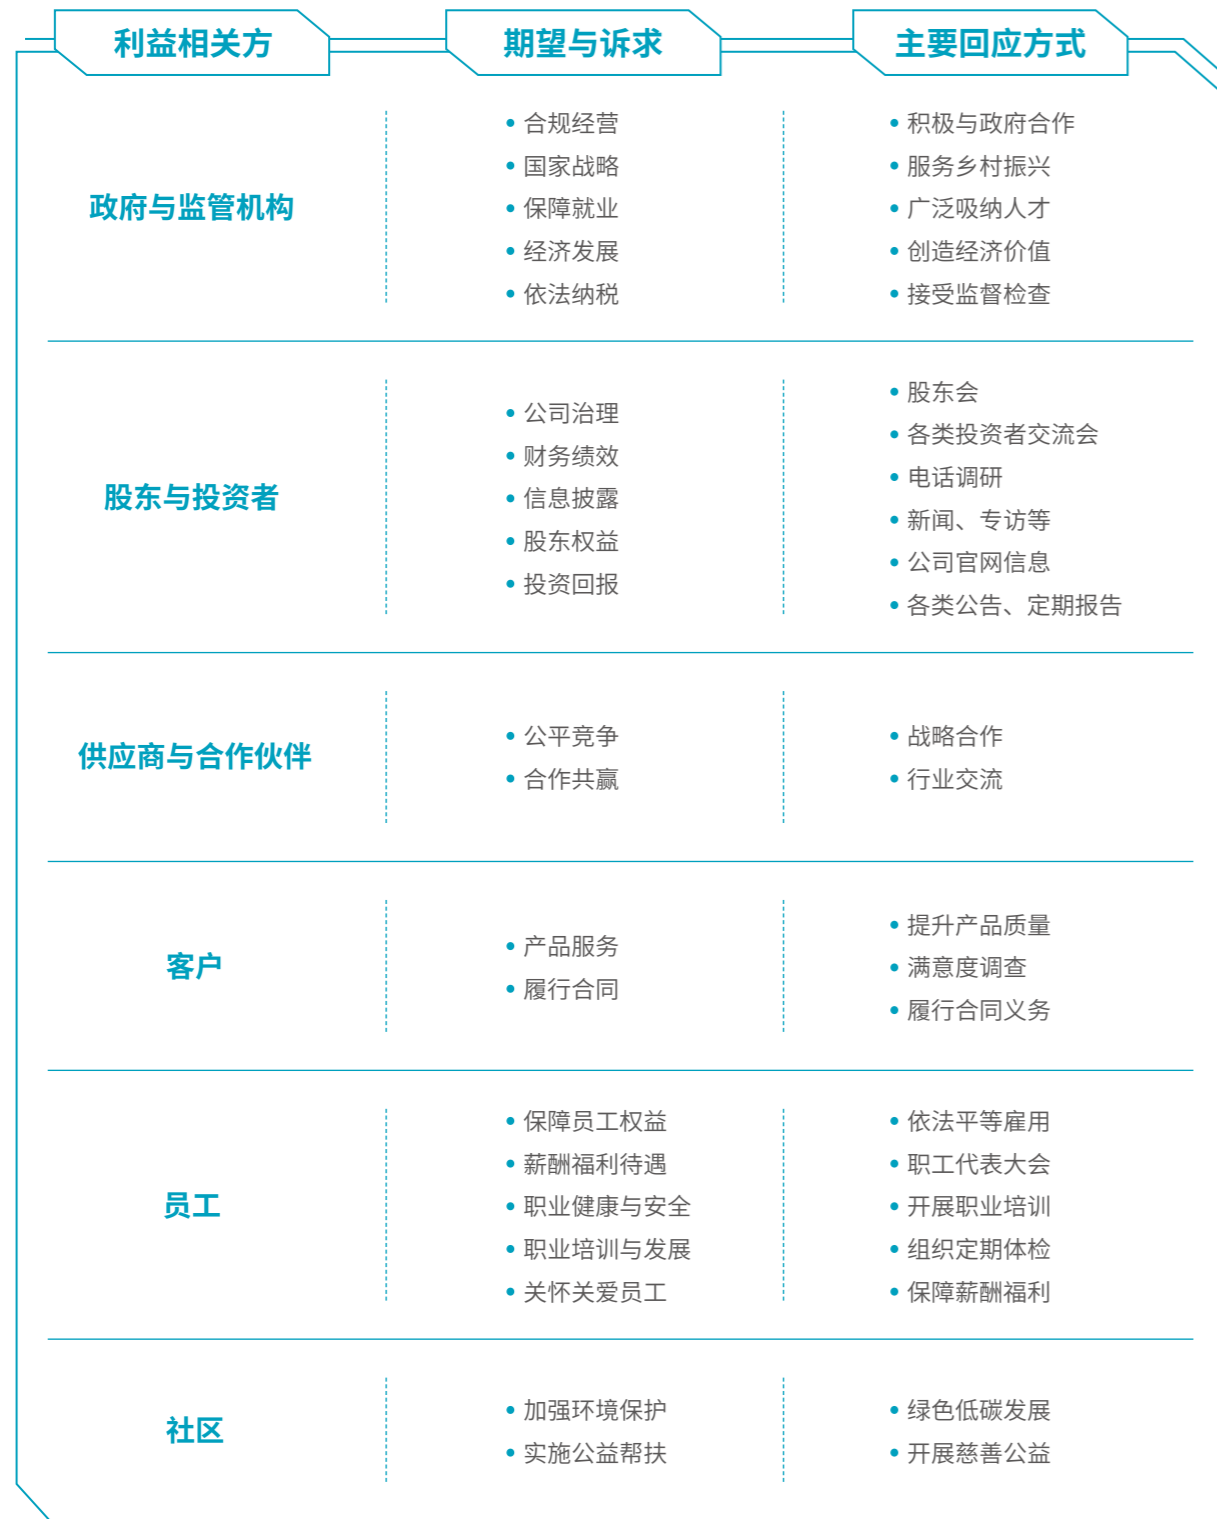 利益相关方
期望与诉求
主要回应方式
政府与监管机构
合规经营
国家战略
保障就业
经济发展
依法纳税
积极与政府合作
服务乡村振兴
广泛吸纳人才
创造经济价值
接受监督检查
股东与投资者
公司治理
财务绩效
信息披露
股东权益
投资回报
股东会
各类投资者交流会
电话调研
新闻、专访等
公司官网信息
各类公告、定期报告
供应商与合作伙伴
公平竞争
合作共赢
战略合作
行业交流
客户
产品服务
履行合同
提升产品质量
满意度调查
履行合同义务
员工
保障员工权益
薪酬福利待遇
职业健康与安全
职业培训与发展
关怀关爱员工
依法平等雇用
职工代表大会
开展职业培训
组织定期体检
保障薪酬福利
社区
加强环境保护
实施公益帮扶
绿色低碳发展
开展慈善公益